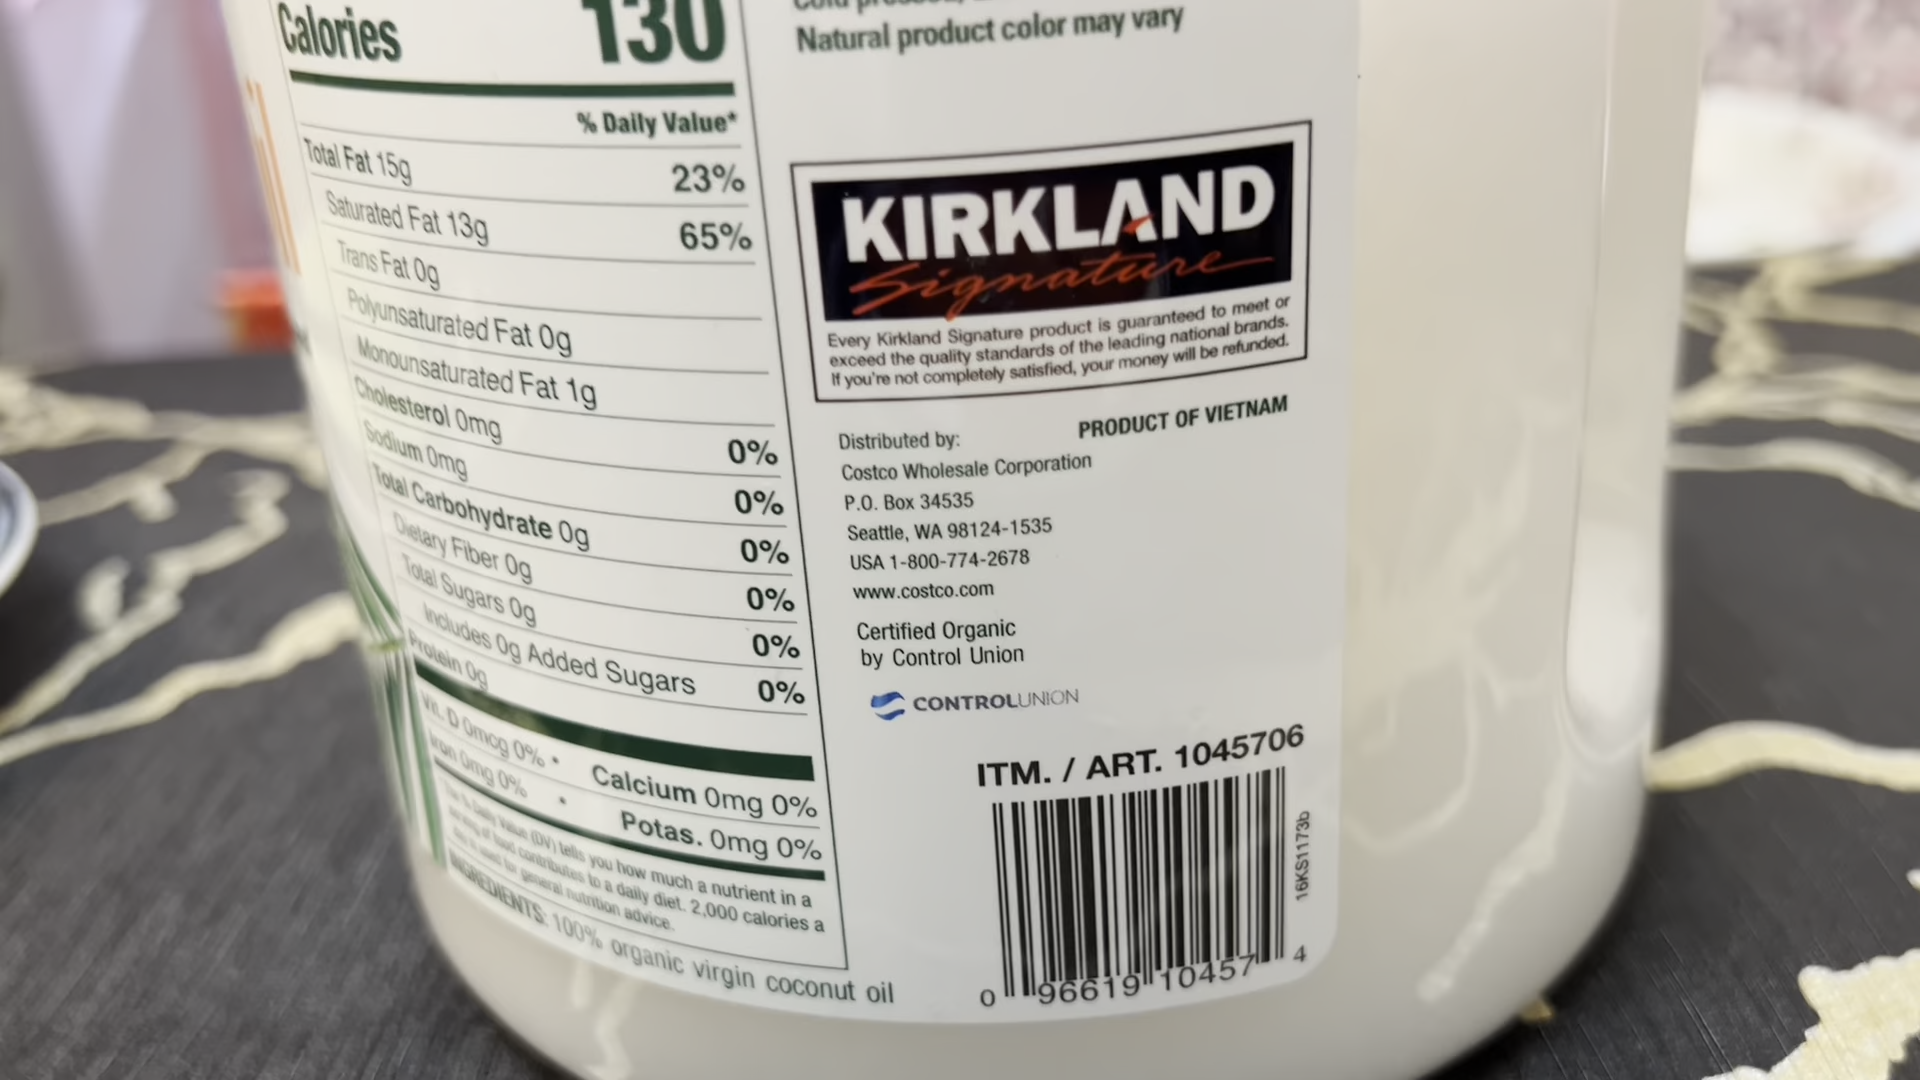 Calories 130
% Daily Value*
Total Fat 15g 23%
Saturated Fat 13g 65%
Trans Fat 0g
Polyunsaturated Fat 0g
Monounsaturated Fat 1g
Cholesterol 0mg 0%
Sodium 0mg 0%
Total Carbohydrate 0g 0%
Dietary Fiber 0g 0%
Total Sugars 0g 0%
Includes 0g Added Sugars 0%
Protein 0g
Vit. D 0mcg 0% • Calcium 0mg 0%
Iron 0mg 0% • Potas. 0mg 0%
Daily Value (DV) tells you how much a nutrient in a
serving of food contributes to a daily diet. 2,000 calories a
day is used for general nutrition advice.
INGREDIENTS: 100% organic virgin coconut oil
Natural product color may vary
KIRKLAND
Signature
Every Kirkland Signature product is guaranteed to meet or
exceed the quality standards of the leading national brands.
If you're not completely satisfied, your money will be refunded.
PRODUCT OF VIETNAM
Distributed by:
Costco Wholesale Corporation
P.O. Box 34535
Seattle, WA 98124-1535
USA 1-800-774-2678
www.costco.com
Certified Organic
by Control Union
CONTROLUNION
ITM. / ART. 1045706
16KS1173b
0 96619 10457 4